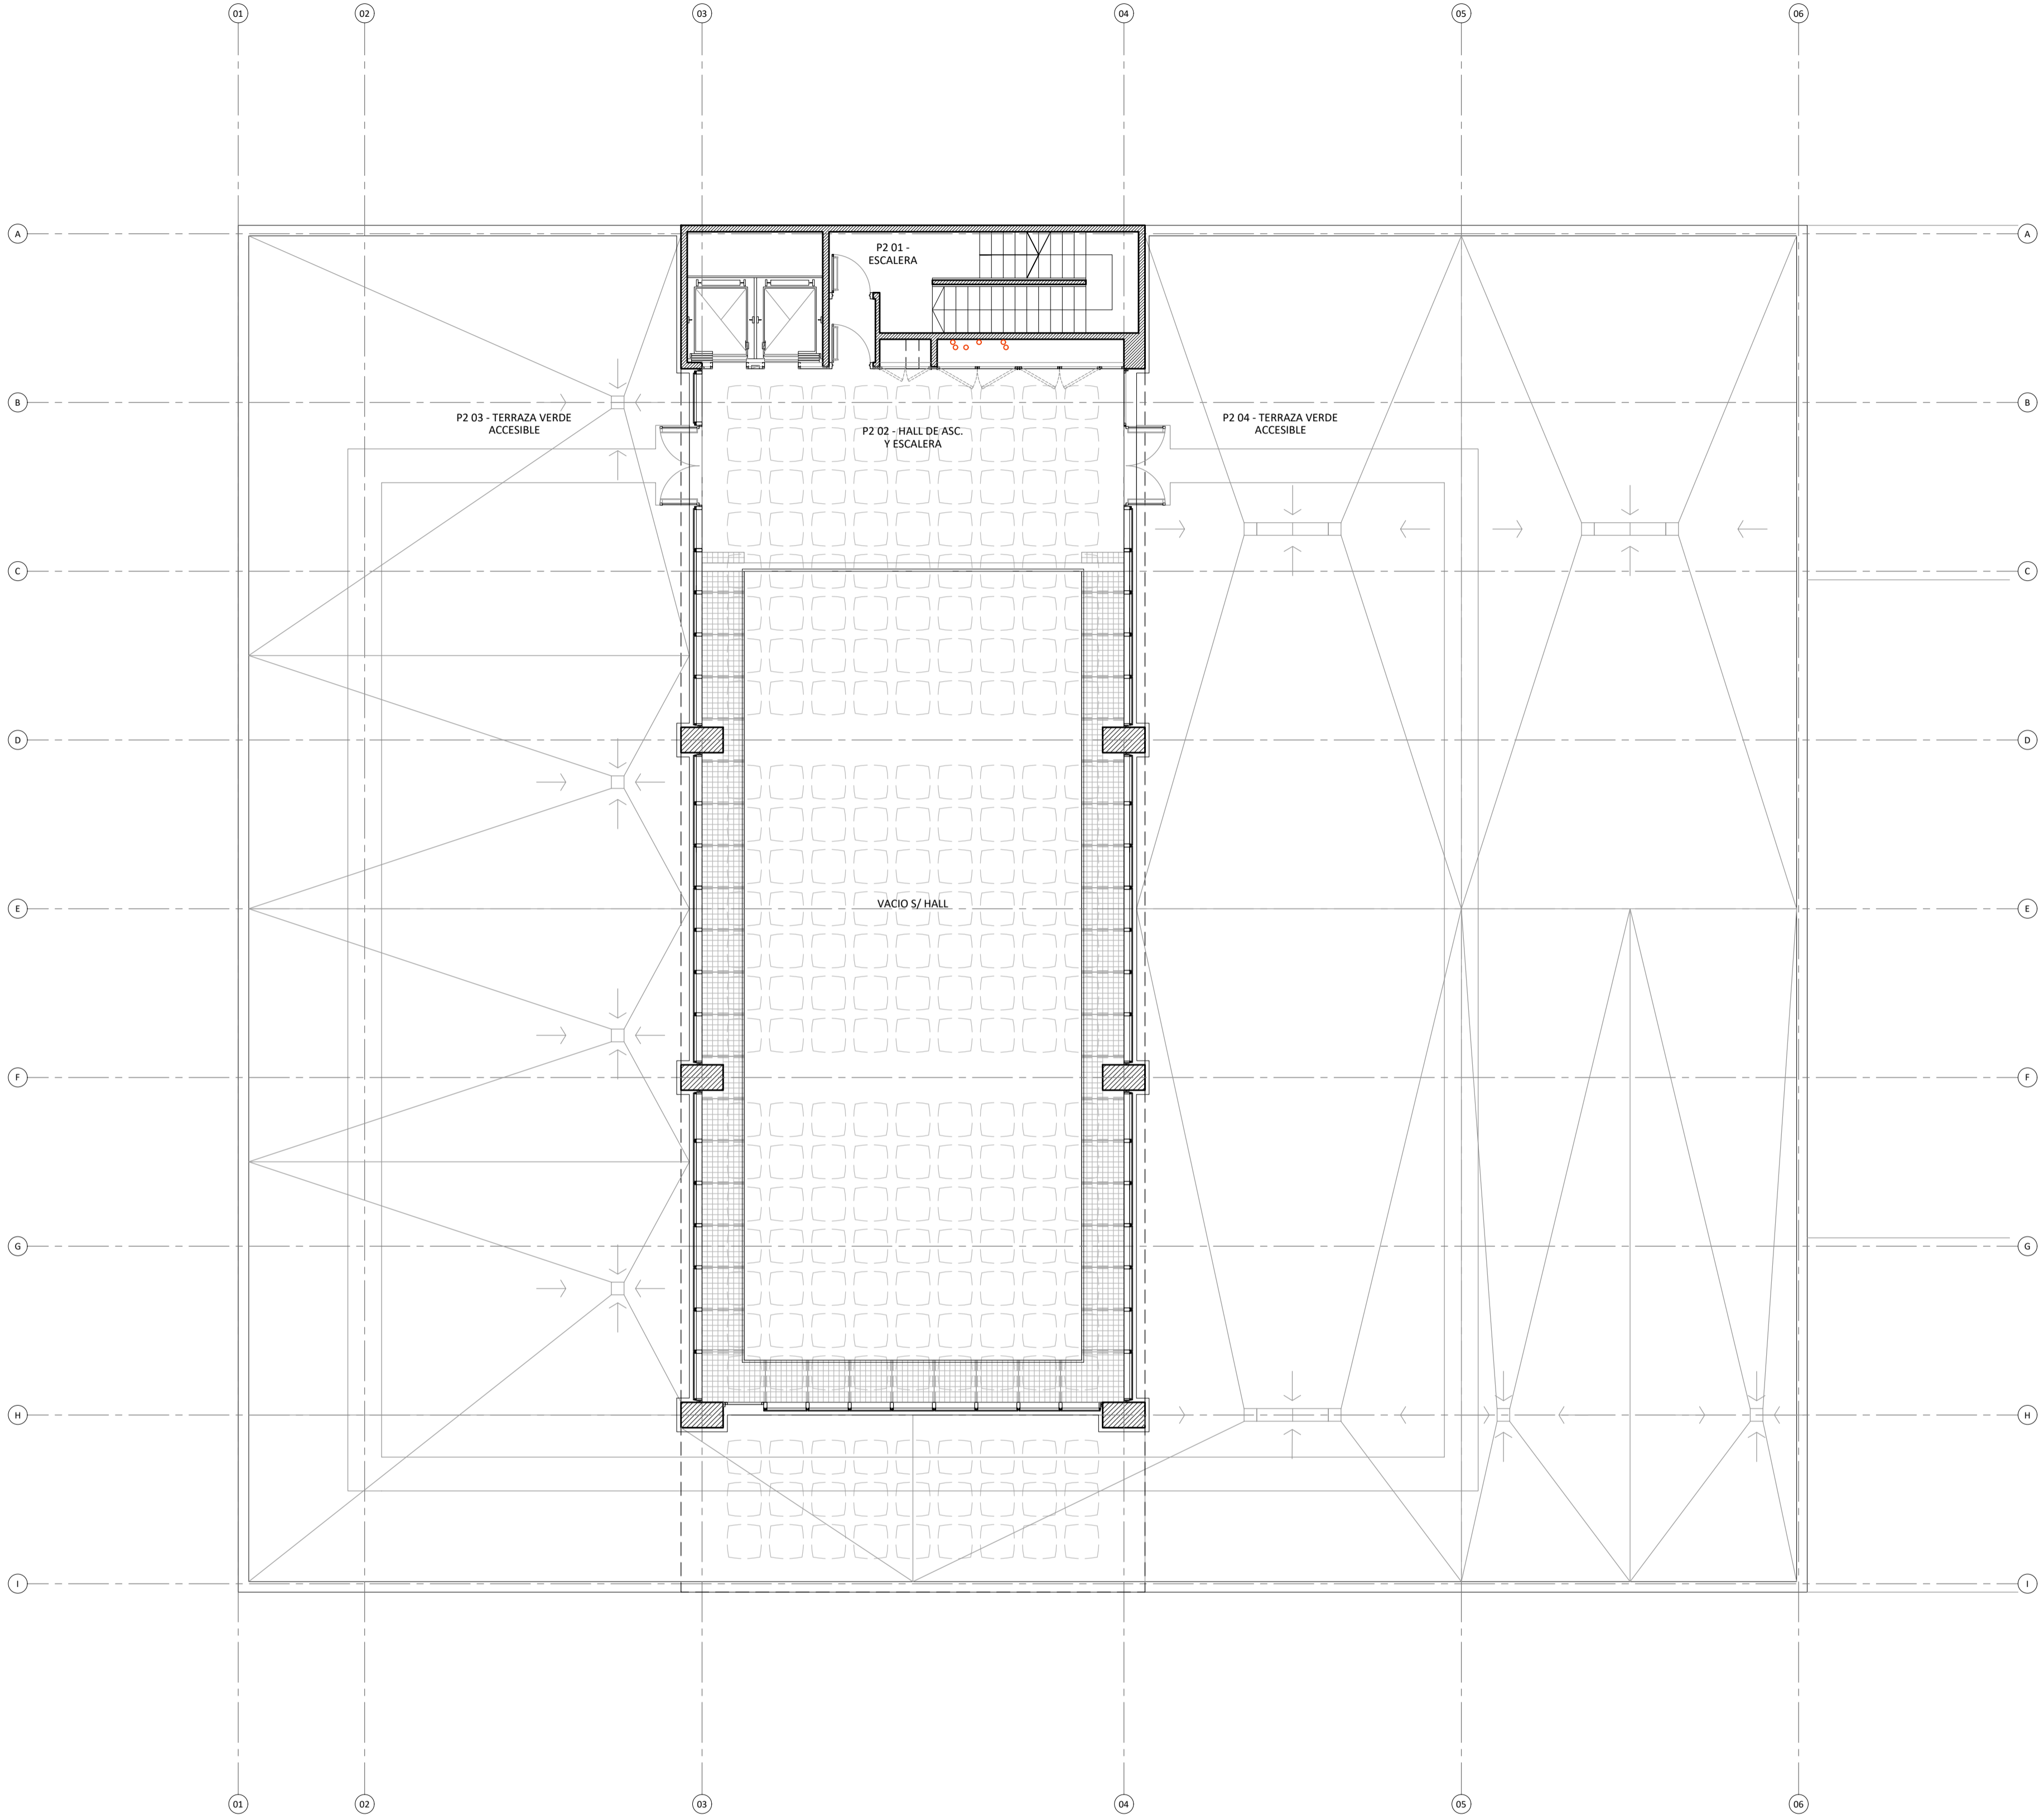 01 02 03 04 05 06
A A
P2 01 -
ESCALERA
B B
P2 03 - TERRAZA VERDE
ACCESIBLE
P2 02 - HALL DE ASC.
Y ESCALERA
P2 04 - TERRAZA VERDE
ACCESIBLE
C C
D D
VACIO S/ HALL
E E
F F
G G
H H
I I
01 02 03 04 05 06